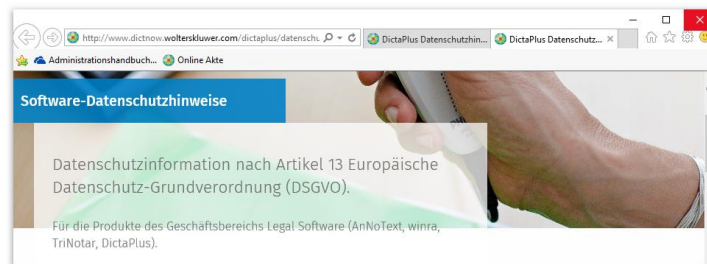 http://www.dictnow.wolterskluwer.com/dictaplus/datenschu
DictaPlus Datenschutzhin...
DictaPlus Datenschutz...
Administrationshandbuch...
Online Akte
Software-Datenschutzhinweise
Datenschutzinformation nach Artikel 13 Europäische
Datenschutz-Grundverordnung (DSGVO).
Für die Produkte des Geschäftsbereichs Legal Software (AnNoText, winra,
TriNotar, DictaPlus).